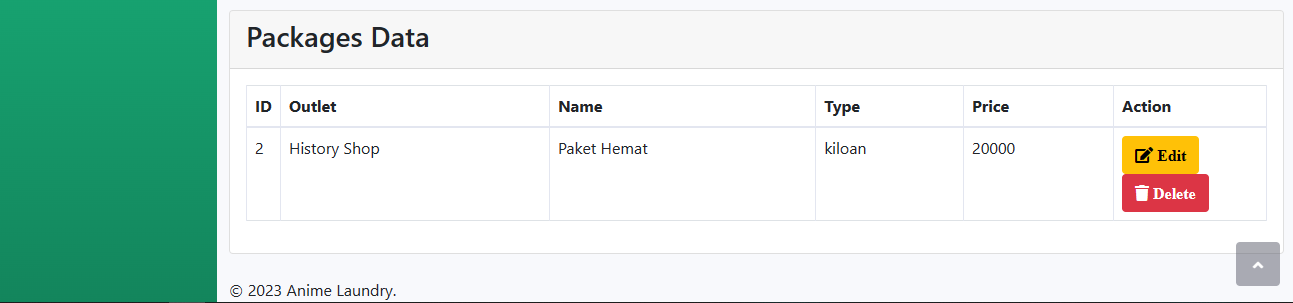 Packages Data
ID Outlet Name Type Price Action
2 History Shop Paket Hemat kiloan 20000 Edit
Delete
© 2023 Anime Laundry.